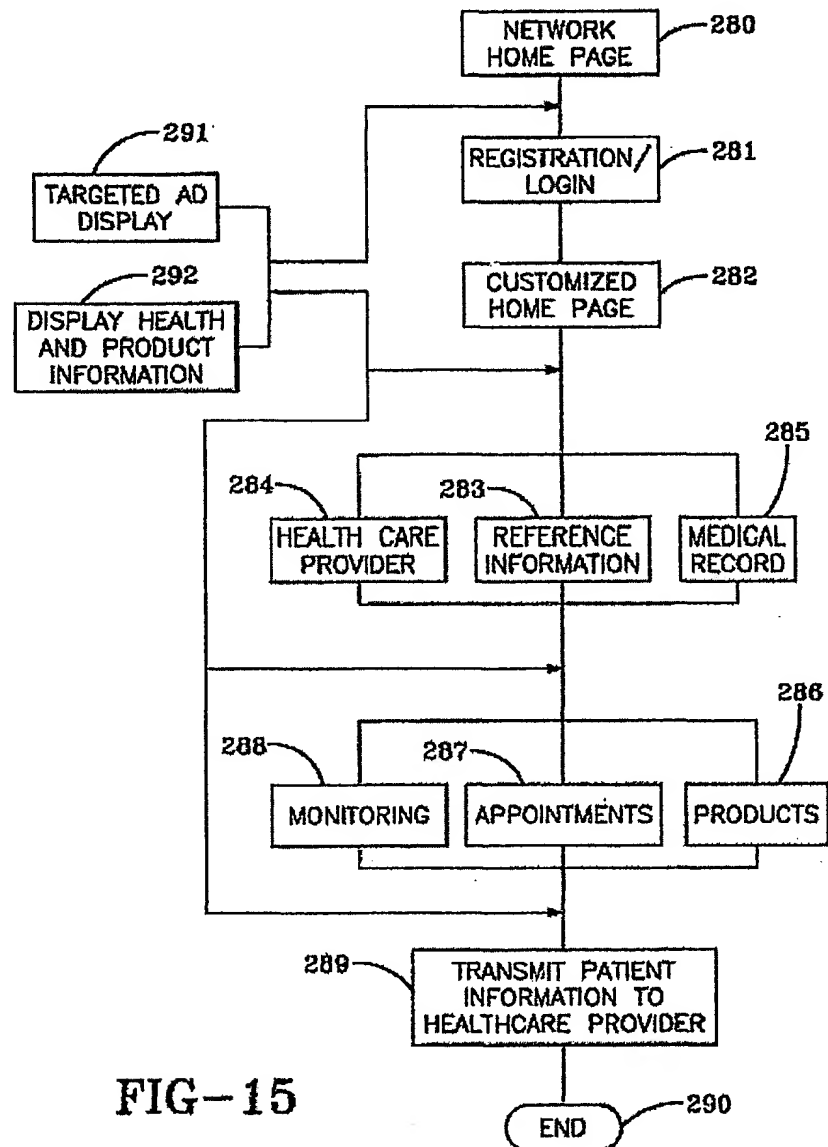 NETWORK
HOME PAGE
280
291
REGISTRATION/
LOGIN
281
TARGETED AD
DISPLAY
292
CUSTOMIZED
HOME PAGE
282
DISPLAY HEALTH
AND PRODUCT
INFORMATION
285
284
283
HEALTH CARE
PROVIDER
REFERENCE
INFORMATION
MEDICAL
RECORD
286
288
287
MONITORING
APPOINTMENTS
PRODUCTS
289
TRANSMIT PATIENT
INFORMATION TO
HEALTHCARE PROVIDER
FIG-15
END
290